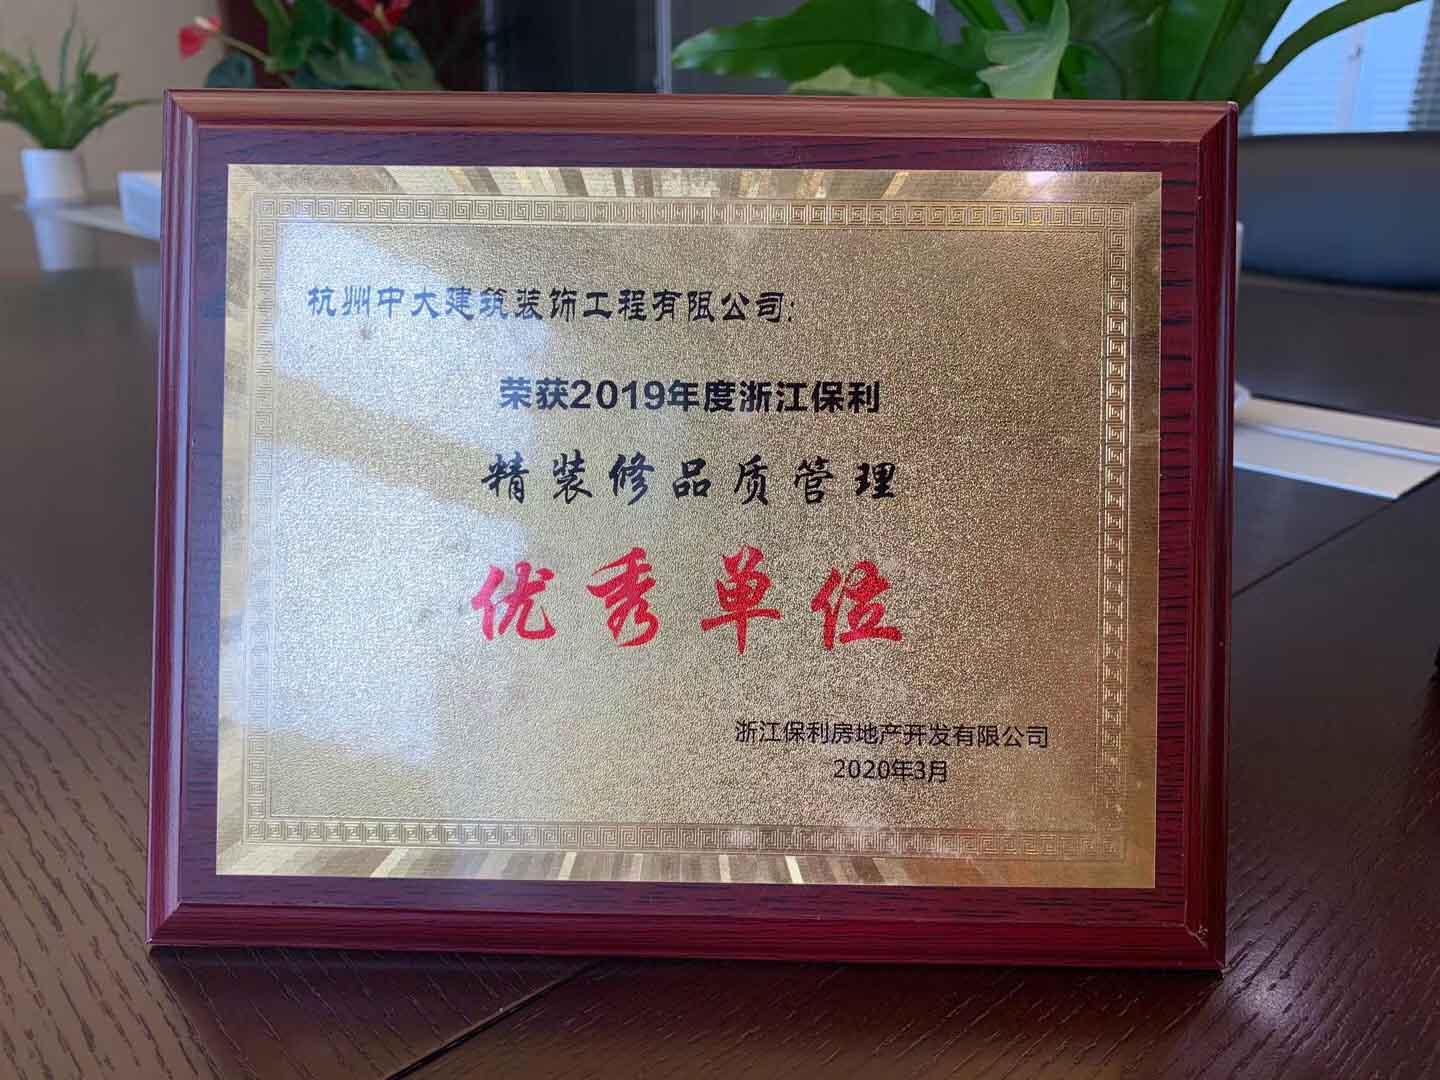 杭州中大建筑装饰工程有限公司:
荣获2019年度浙江保利
精装修品质管理
优秀单位
浙江保利房地产开发有限公司
2020年3月